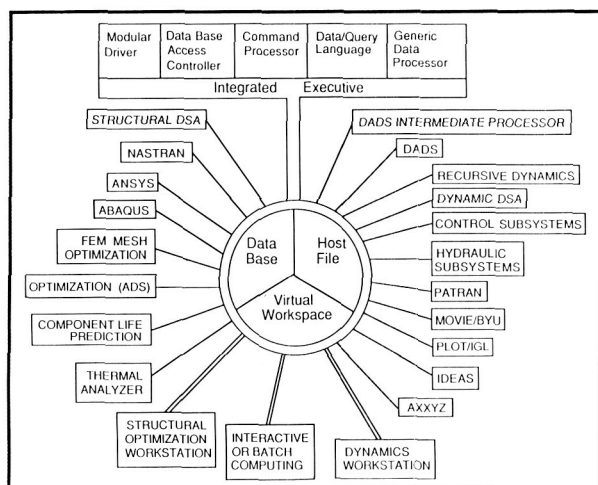 Modular
Driver
Data Base
Access
Controller
Command
Processor
Data/Query
Language
Generic
Data
Processor
Integrated Executive
STRUCTURAL DSA
NASTRAN
ANSYS
ABAQUS
FEM MESH
OPTIMIZATION
OPTIMIZATION (ADS)
COMPONENT LIFE
PREDICTION
THERMAL
ANALYZER
STRUCTURAL
OPTIMIZATION
WORKSTATION
INTERACTIVE
OR BATCH
COMPUTING
DYNAMICS
WORKSTATION
DADS INTERMEDIATE PROCESSOR
DADS
RECURSIVE DYNAMICS
DYNAMIC DSA
CONTROL SUBSYSTEMS
HYDRAULIC
SUBSYSTEMS
PATRAN
MOVIE/BYU
PLOT/IGL
IDEAS
AXXYZ
Data
Base
Host
File
Virtual
Workspace